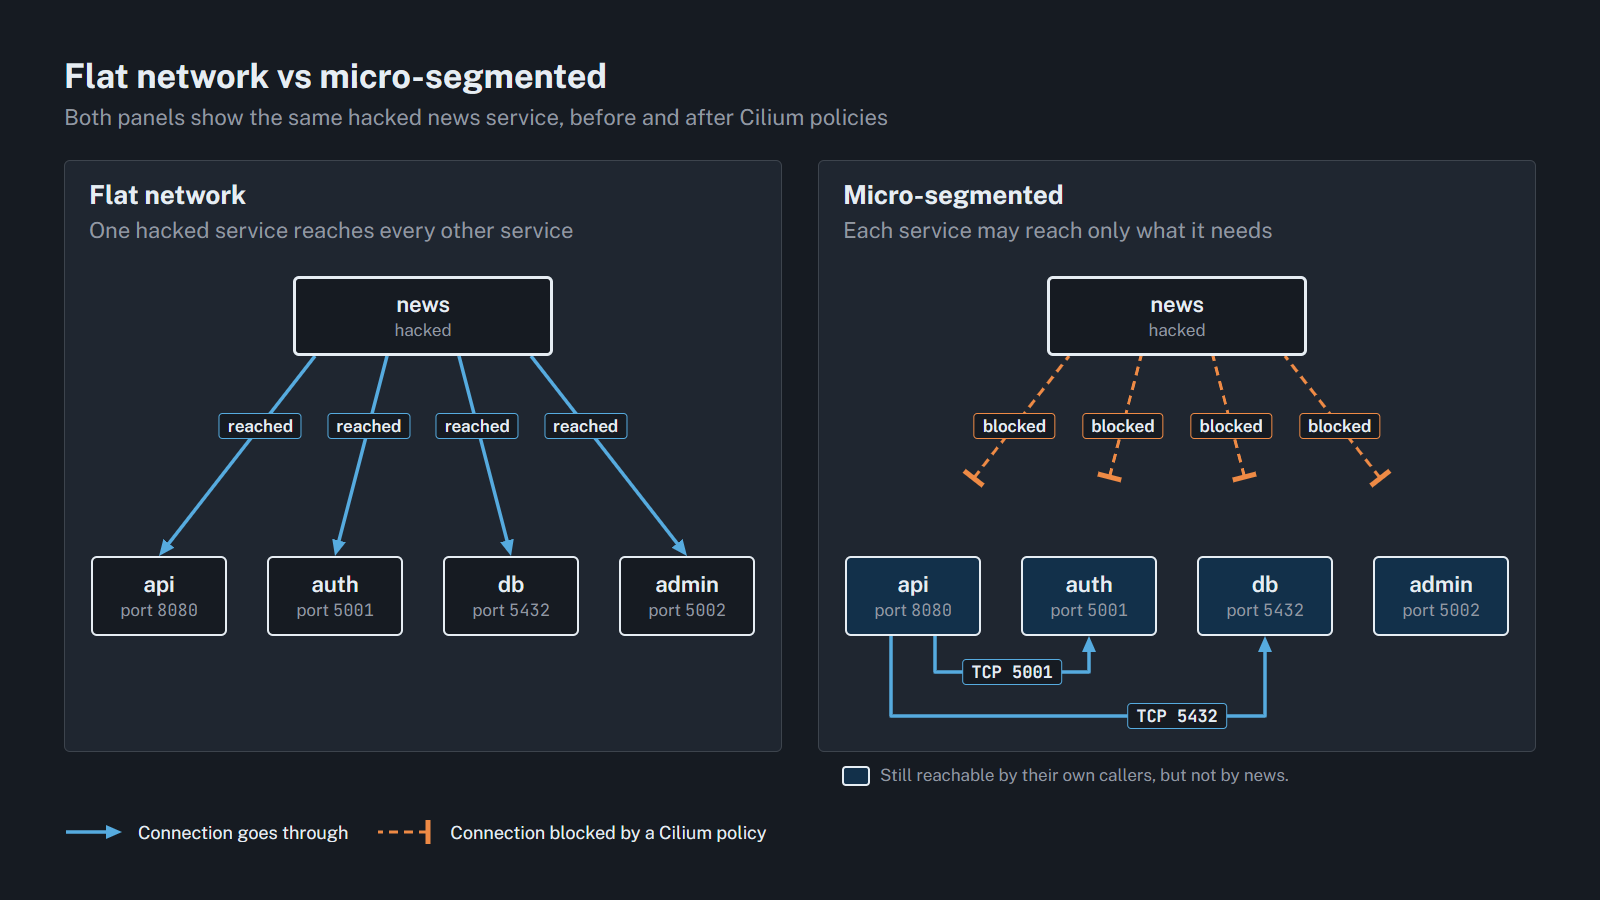 Flat network vs micro-segmented
Both panels show the same hacked news service, before and after Cilium policies
Flat network
One hacked service reaches every other service
news
hacked
reached
reached
reached
reached
api
port 8080
auth
port 5001
db
port 5432
admin
port 5002
Micro-segmented
Each service may reach only what it needs
news
hacked
blocked
blocked
blocked
blocked
api
port 8080
auth
port 5001
db
port 5432
admin
port 5002
TCP 5001
TCP 5432
Still reachable by their own callers, but not by news.
Connection goes through
Connection blocked by a Cilium policy